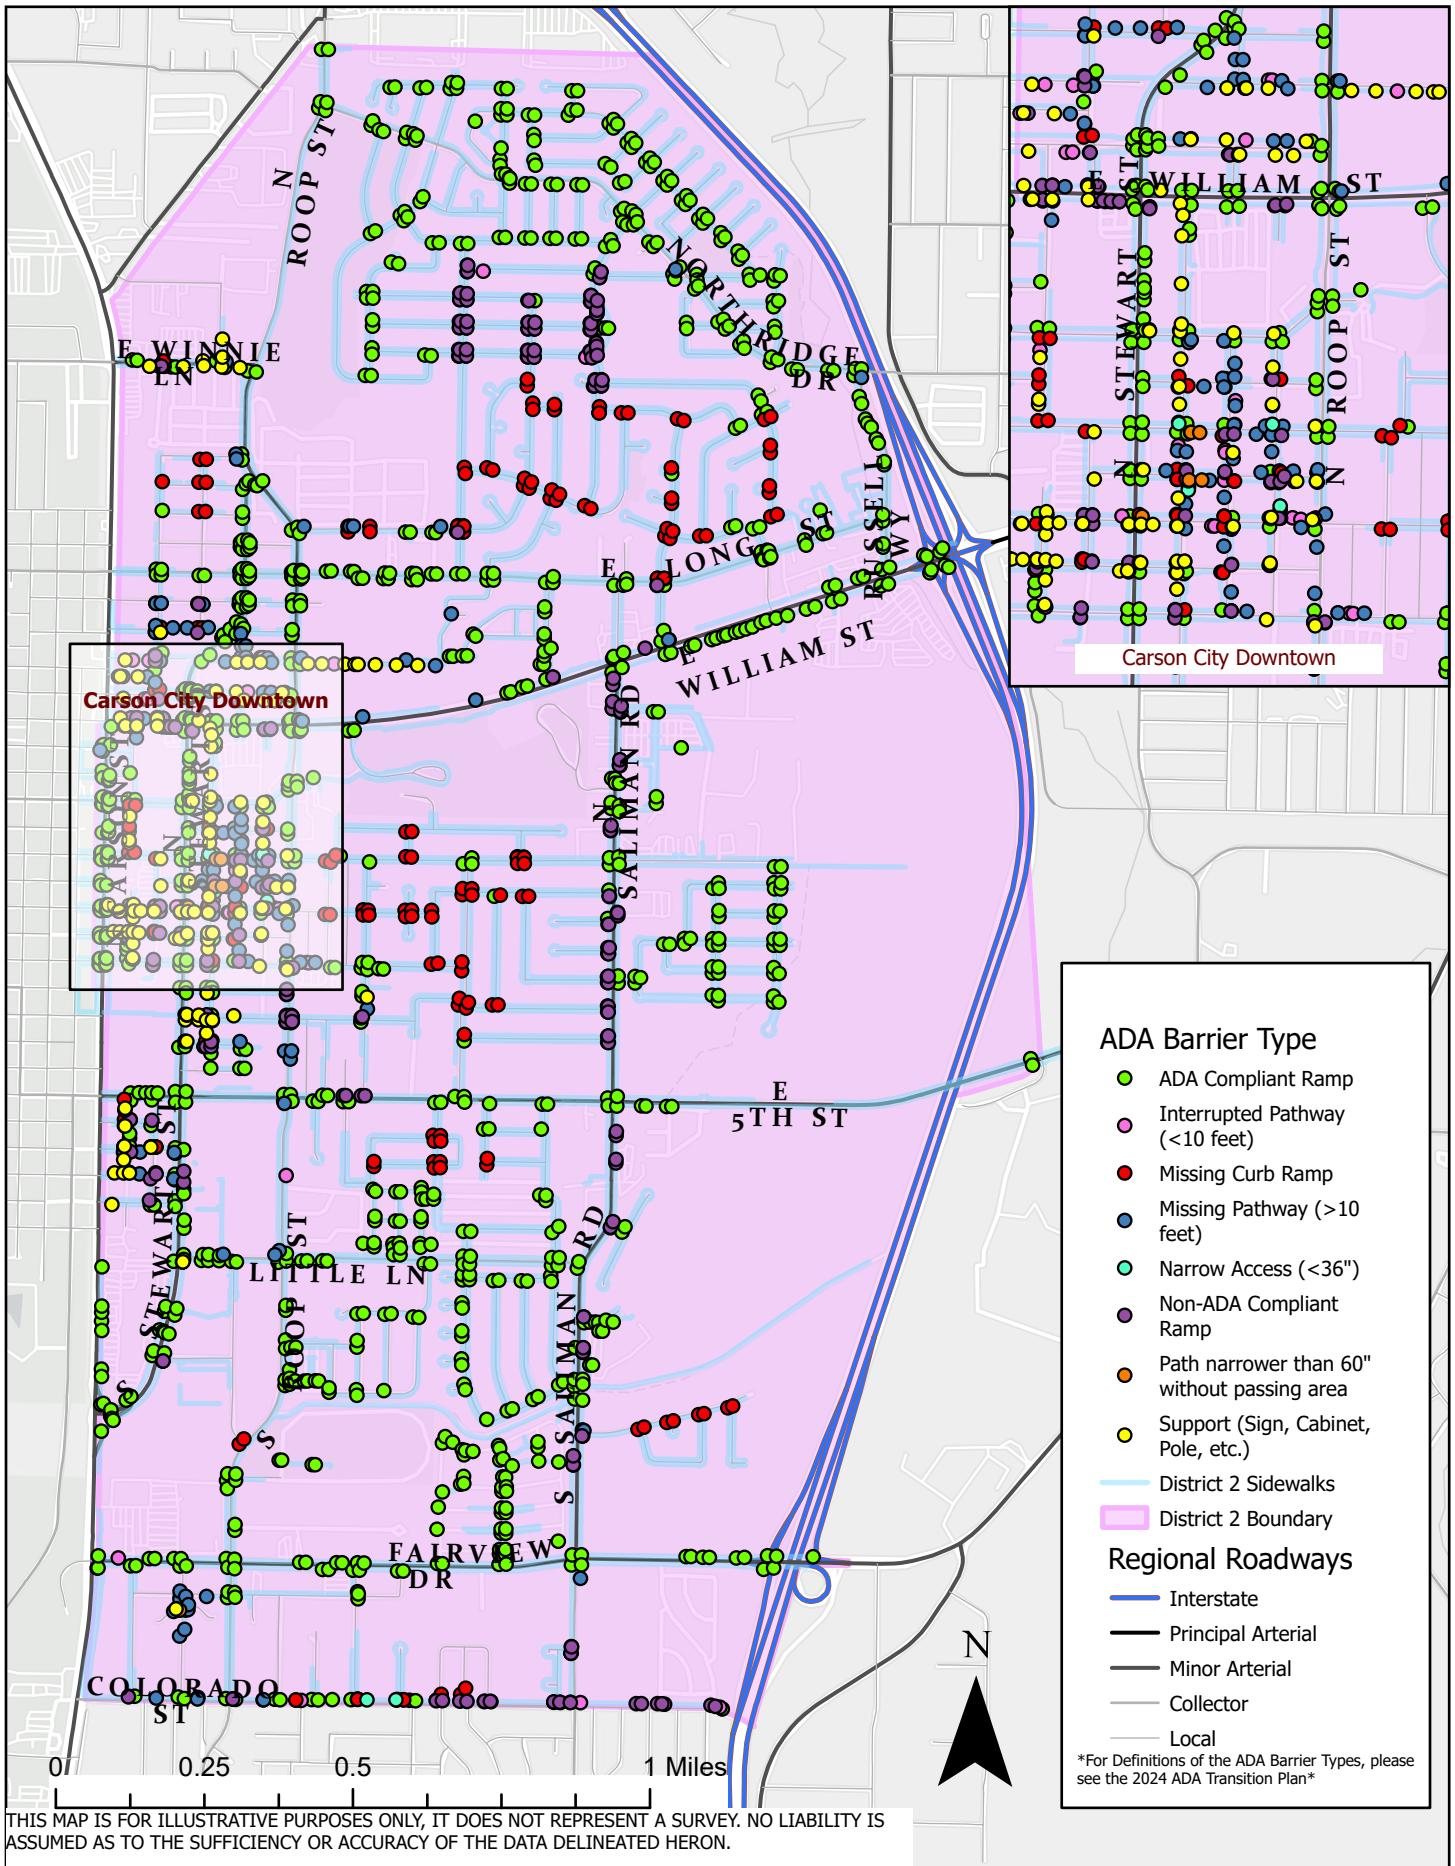 N
ROOP ST
E WINNIE
LN
NORTHRIDGE
DR
RUSSELL
WAY
E LONG ST
E
WILLIAM ST
Carson City Downtown
N
STEWART
N
SALIMAN RD
E
5TH ST
S
STEWART ST
LITTLE LN
S
ROOP ST
S
SALIMAN RD
FAIRVIEW
DR
COLORADO
ST
E WILLIAM ST
N
STEWART ST
N
ROOP ST
Carson City Downtown
ADA Barrier Type
ADA Compliant Ramp
Interrupted Pathway
(<10 feet)
Missing Curb Ramp
Missing Pathway (>10
feet)
Narrow Access (<36")
Non-ADA Compliant
Ramp
Path narrower than 60"
without passing area
Support (Sign, Cabinet,
Pole, etc.)
District 2 Sidewalks
District 2 Boundary
Regional Roadways
Interstate
Principal Arterial
Minor Arterial
Collector
Local
*For Definitions of the ADA Barrier Types, please
see the 2024 ADA Transition Plan*
N
0 0.25 0.5 1 Miles
THIS MAP IS FOR ILLUSTRATIVE PURPOSES ONLY, IT DOES NOT REPRESENT A SURVEY. NO LIABILITY IS
ASSUMED AS TO THE SUFFICIENCY OR ACCURACY OF THE DATA DELINEATED HERON.